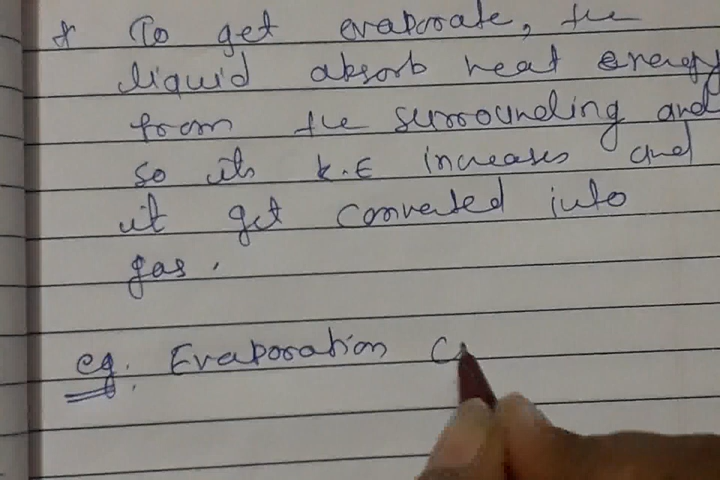 * To get evaporate, the
liquid absorb heat energy
from the surrounding and
so its K.E increases and
it get converted into
gas.
eg. Evaporation C